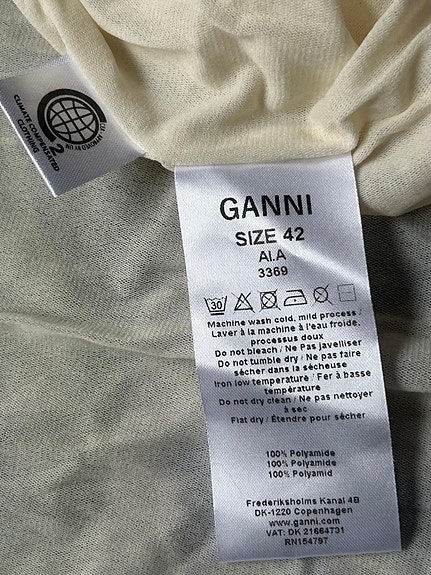 CLIMATE COMPENSATED
CLOTHING
2
GANNI
SIZE 42
AI.A
3369
30
Machine wash cold, mild process /
Laver à la machine à l'eau froide,
processus doux
Do not bleach / Ne Pas javelliser
Do not tumble dry / Ne pas faire
sécher dans la sécheuse
Iron low temperature / Fer à basse
température
Do not dry clean / Ne pas nettoyer
à sec
Flat dry / Étendre pour sécher
100% Polyamide
100% Polyamide
100% Polyamid
Frederiksholms Kanal 4B
DK-1220 Copenhagen
www.ganni.com
VAT: DK 21664731
RN154797